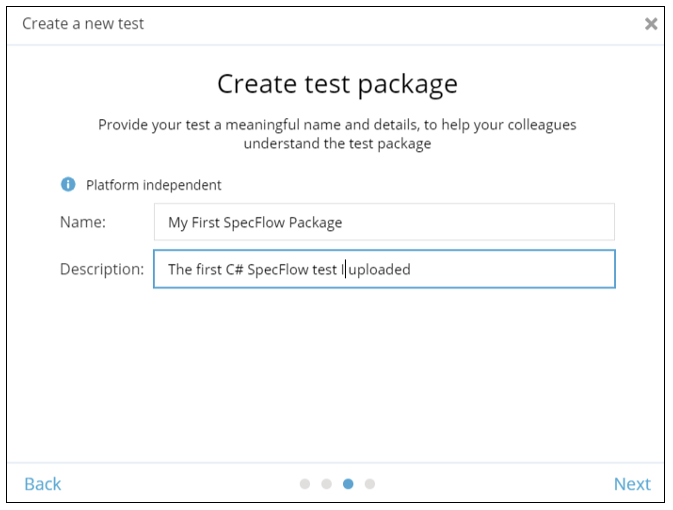 Create a new test
Create test package
Provide your test a meaningful name and details, to help your colleagues
understand the test package
Platform independent
Name: My First SpecFlow Package
Description: The first C# SpecFlow test I uploaded
Back Next